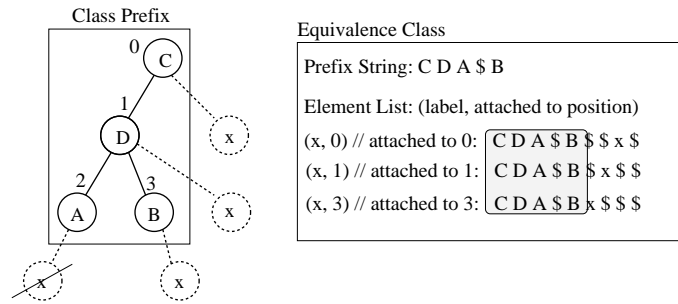 Class Prefix
0
C
1
D
x
2
3
A
B
x
x
x
Equivalence Class
Prefix String: C D A $ B
Element List: (label, attached to position)
(x, 0) // attached to 0: C D A $ B $ $ x $
(x, 1) // attached to 1: C D A $ B $ x $ $
(x, 3) // attached to 3: C D A $ B x $ $ $